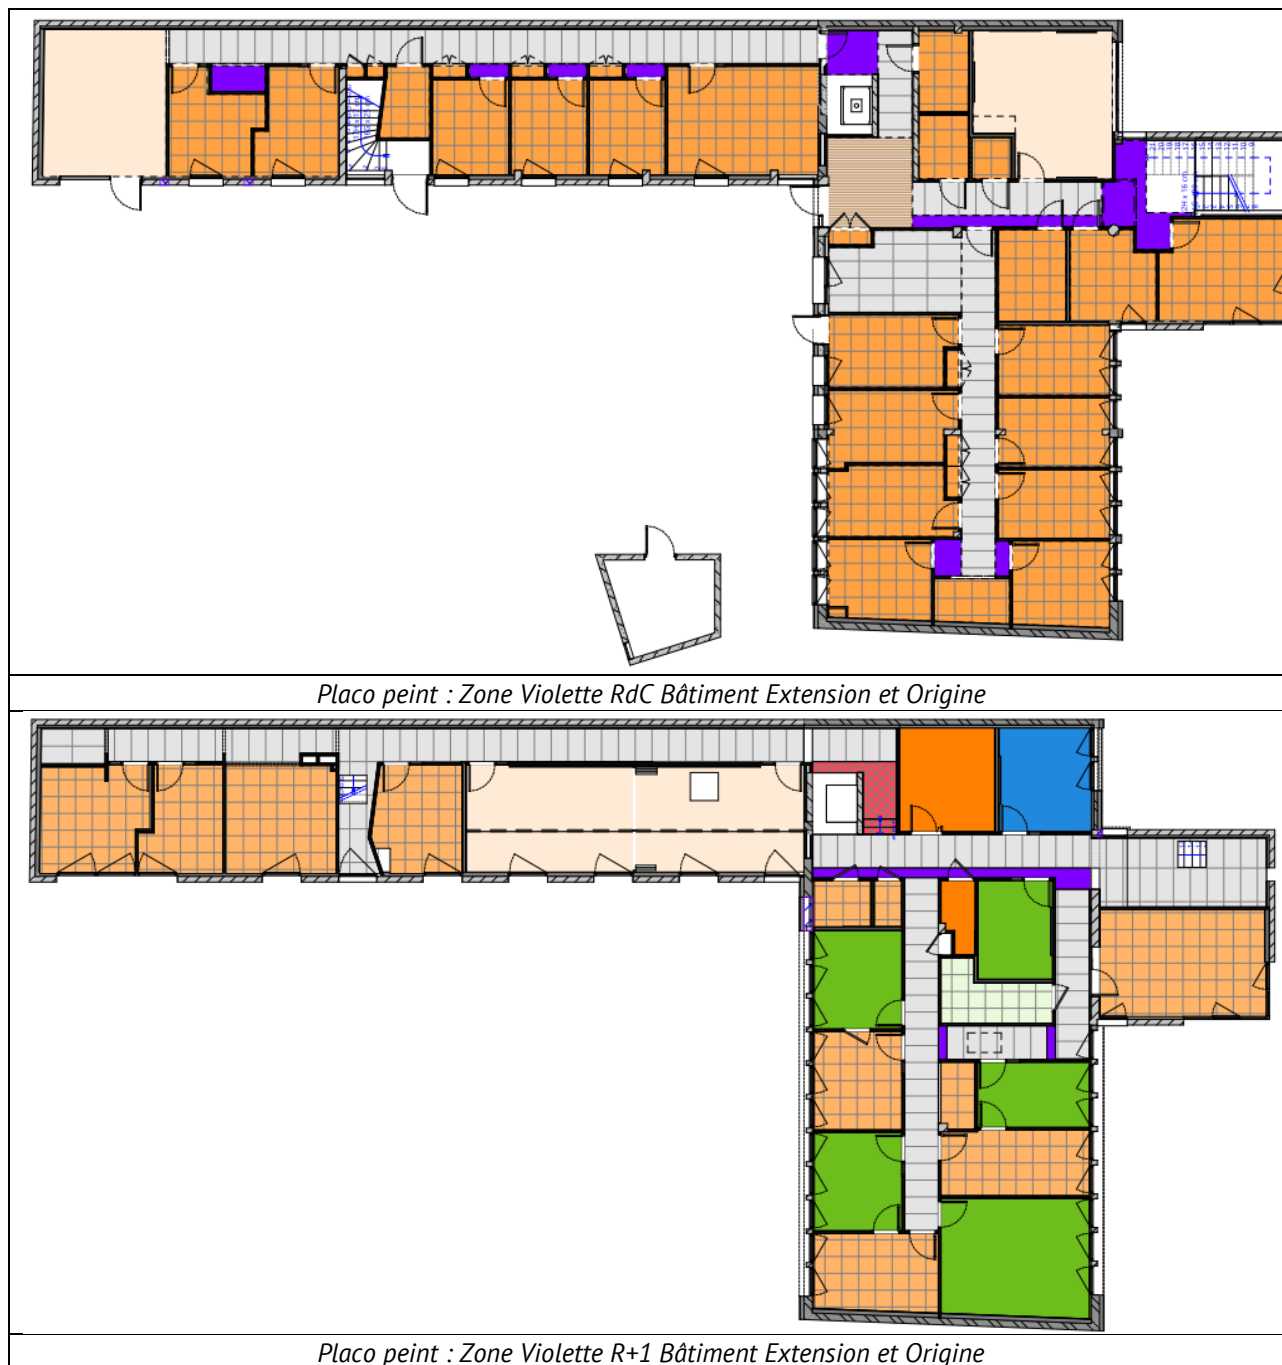 Placo peint : Zone Violette RdC Bâtiment Extension et Origine
Placo peint : Zone Violette R+1 Bâtiment Extension et Origine